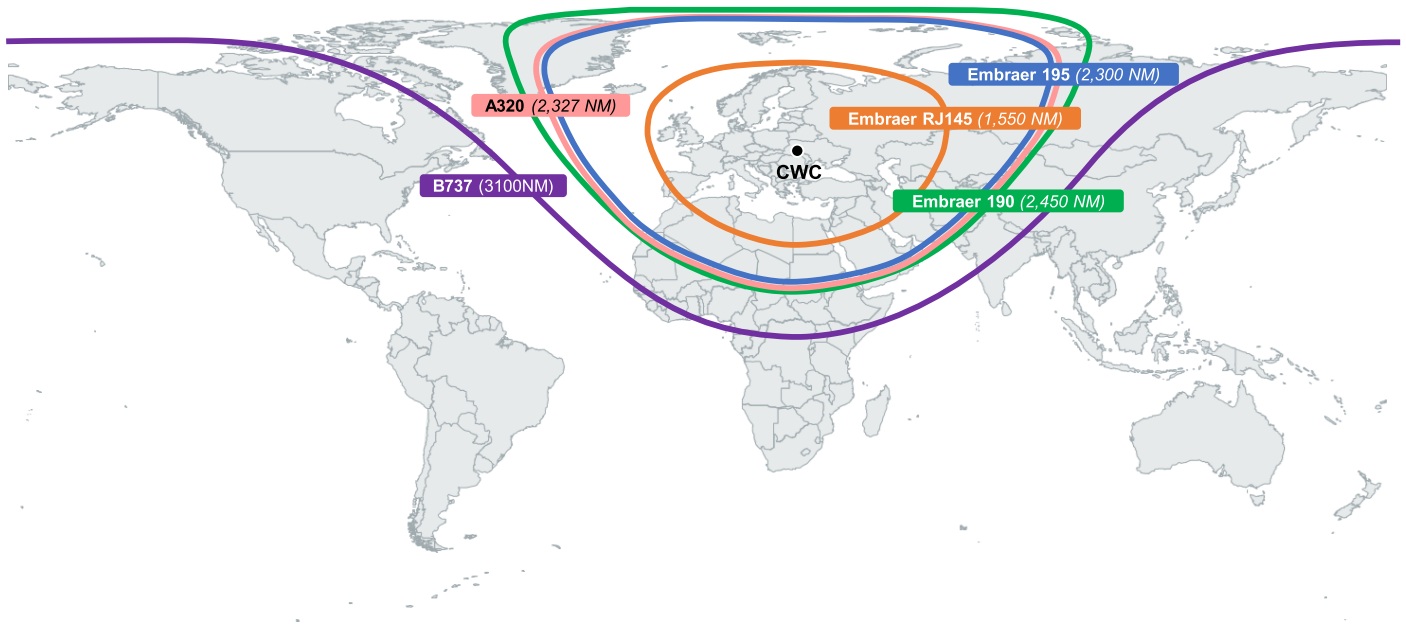 Embraer 195 (2,300 NM)
A320 (2,327 NM)
Embraer RJ145 (1,550 NM)
CWC
B737 (3100NM)
Embraer 190 (2,450 NM)